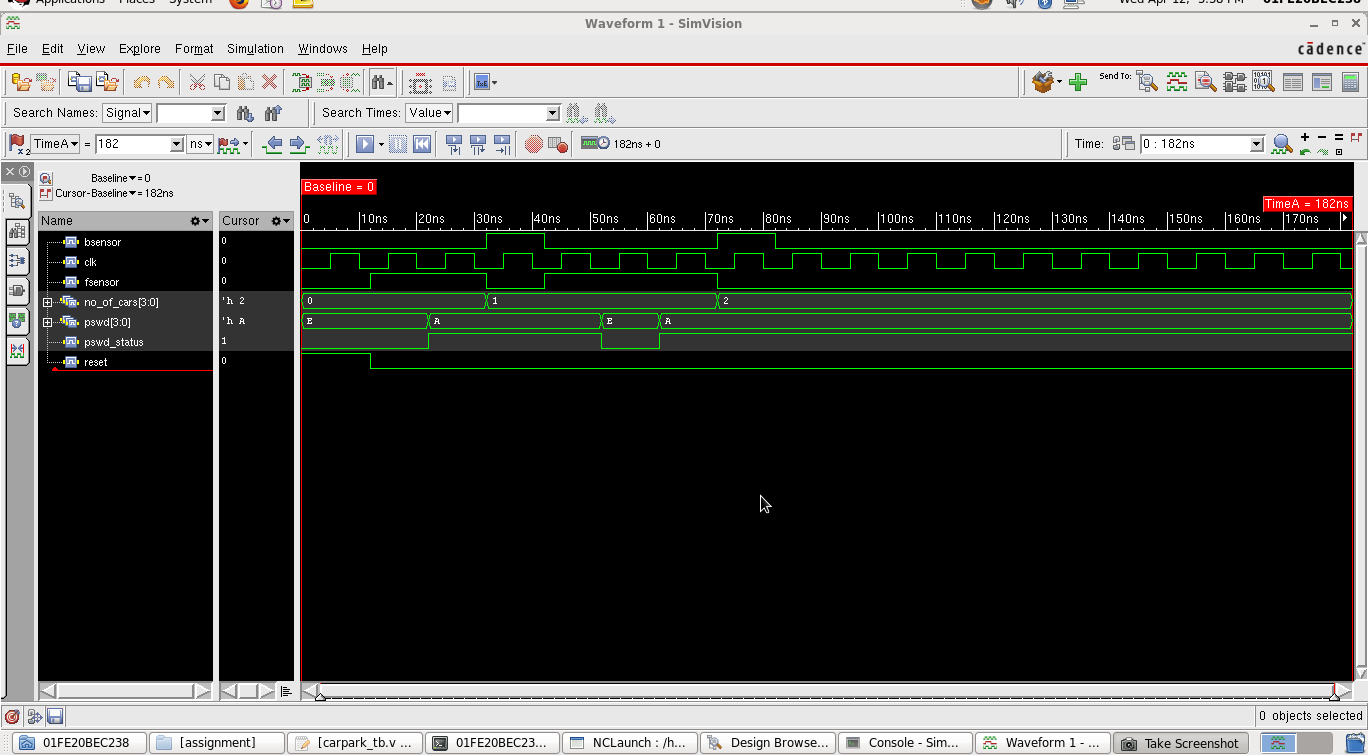 Applications Places System Wed Apr 12, 01FE20BEC238
Waveform 1 - SimVision
File Edit View Explore Format Simulation Windows Help cādence
Send To:
Search Names: Signal Search Times: Value
TimeA = 182 ns 182ns + 0 Time: 0 : 182ns
Baseline = 0
Cursor-Baseline = 182ns
Baseline = 0
TimeA = 182ns
Name Cursor 0 10ns 20ns 30ns 40ns 50ns 60ns 70ns 80ns 90ns 100ns 110ns 120ns 130ns 140ns 150ns 160ns 170ns
bsensor 0
clk 0
fsensor 0
no_of_cars[3:0] 'h 2 0 1 2
pswd[3:0] 'h A E A E A
pswd_status 1
reset 0
0 objects selected
01FE20BEC238 [assignment] [carpark_tb.v ... 01FE20BEC23... NCLaunch : /h... Design Browse... Console - Sim... Waveform 1 - ... Take Screenshot